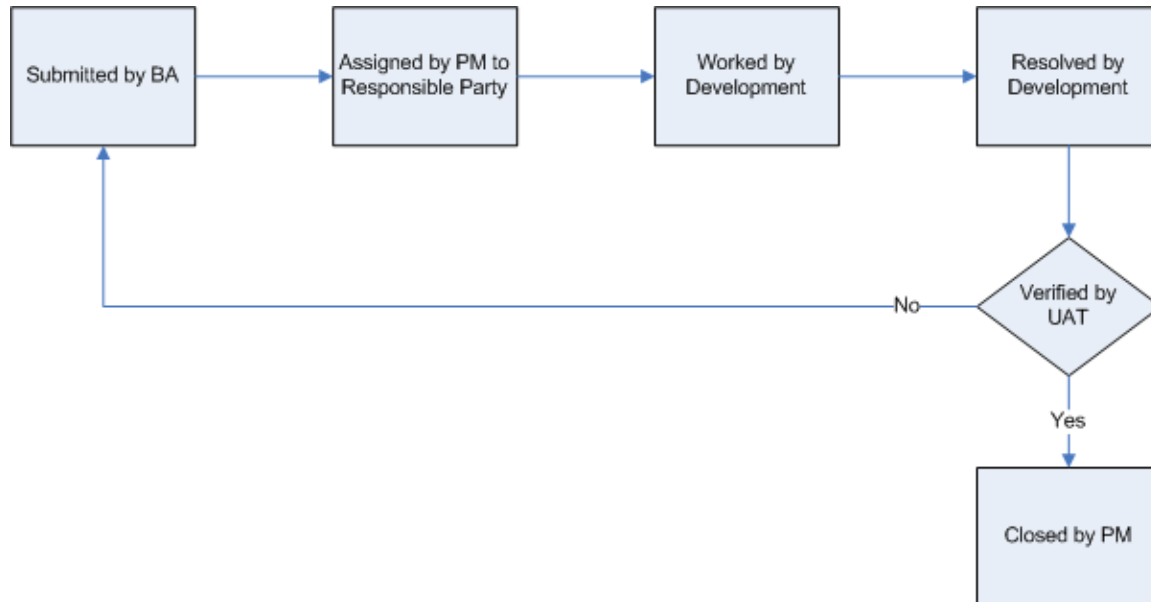 Submitted by BA
Assigned by PM to
Responsible Party
Worked by
Development
Resolved by
Development
Verified by
UAT
No
Yes
Closed by PM